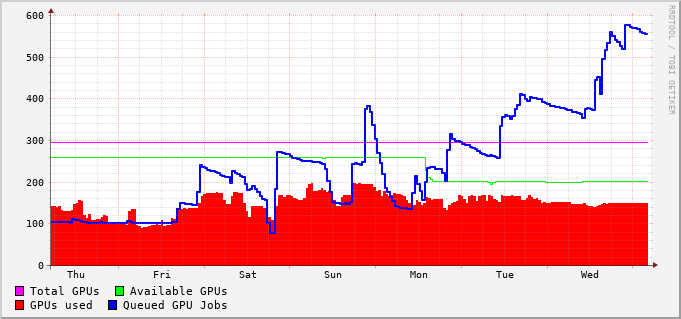 600
500
400
300
200
100
0
Thu Fri Sat Sun Mon Tue Wed
Total GPUs Available GPUs
GPUs used Queued GPU Jobs
RRDTOOL / TOBI OETIKER